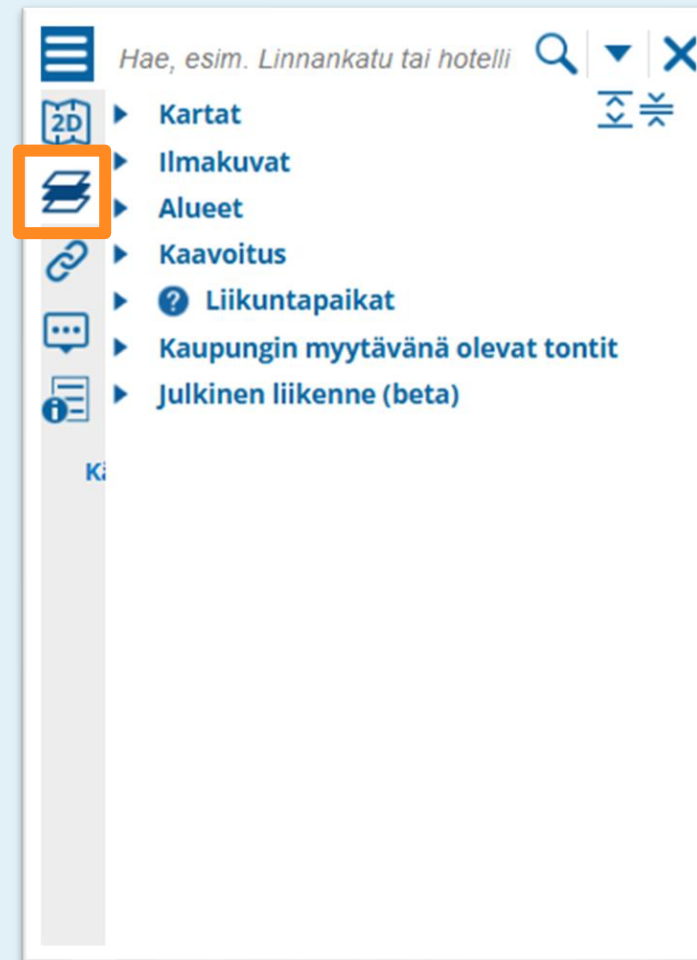 Hae, esim. Linnankatu tai hotelli
2D
Kartat
Ilmakuvat
Alueet
Kaavoitus
? Liikuntapaikat
Kaupungin myytävänä olevat tontit
Julkinen liikenne (beta)